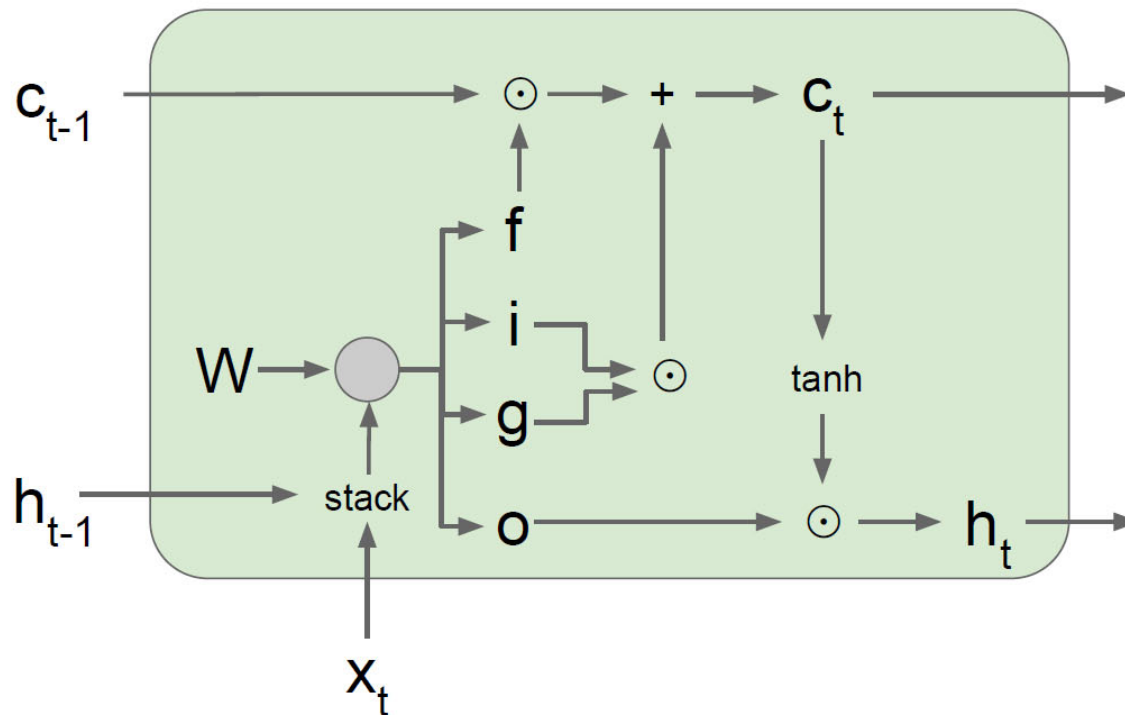 c_{t-1} ⊙ + c_t
f
i
W ⊙ tanh
g
h_{t-1} stack
o ⊙ h_t
x_t